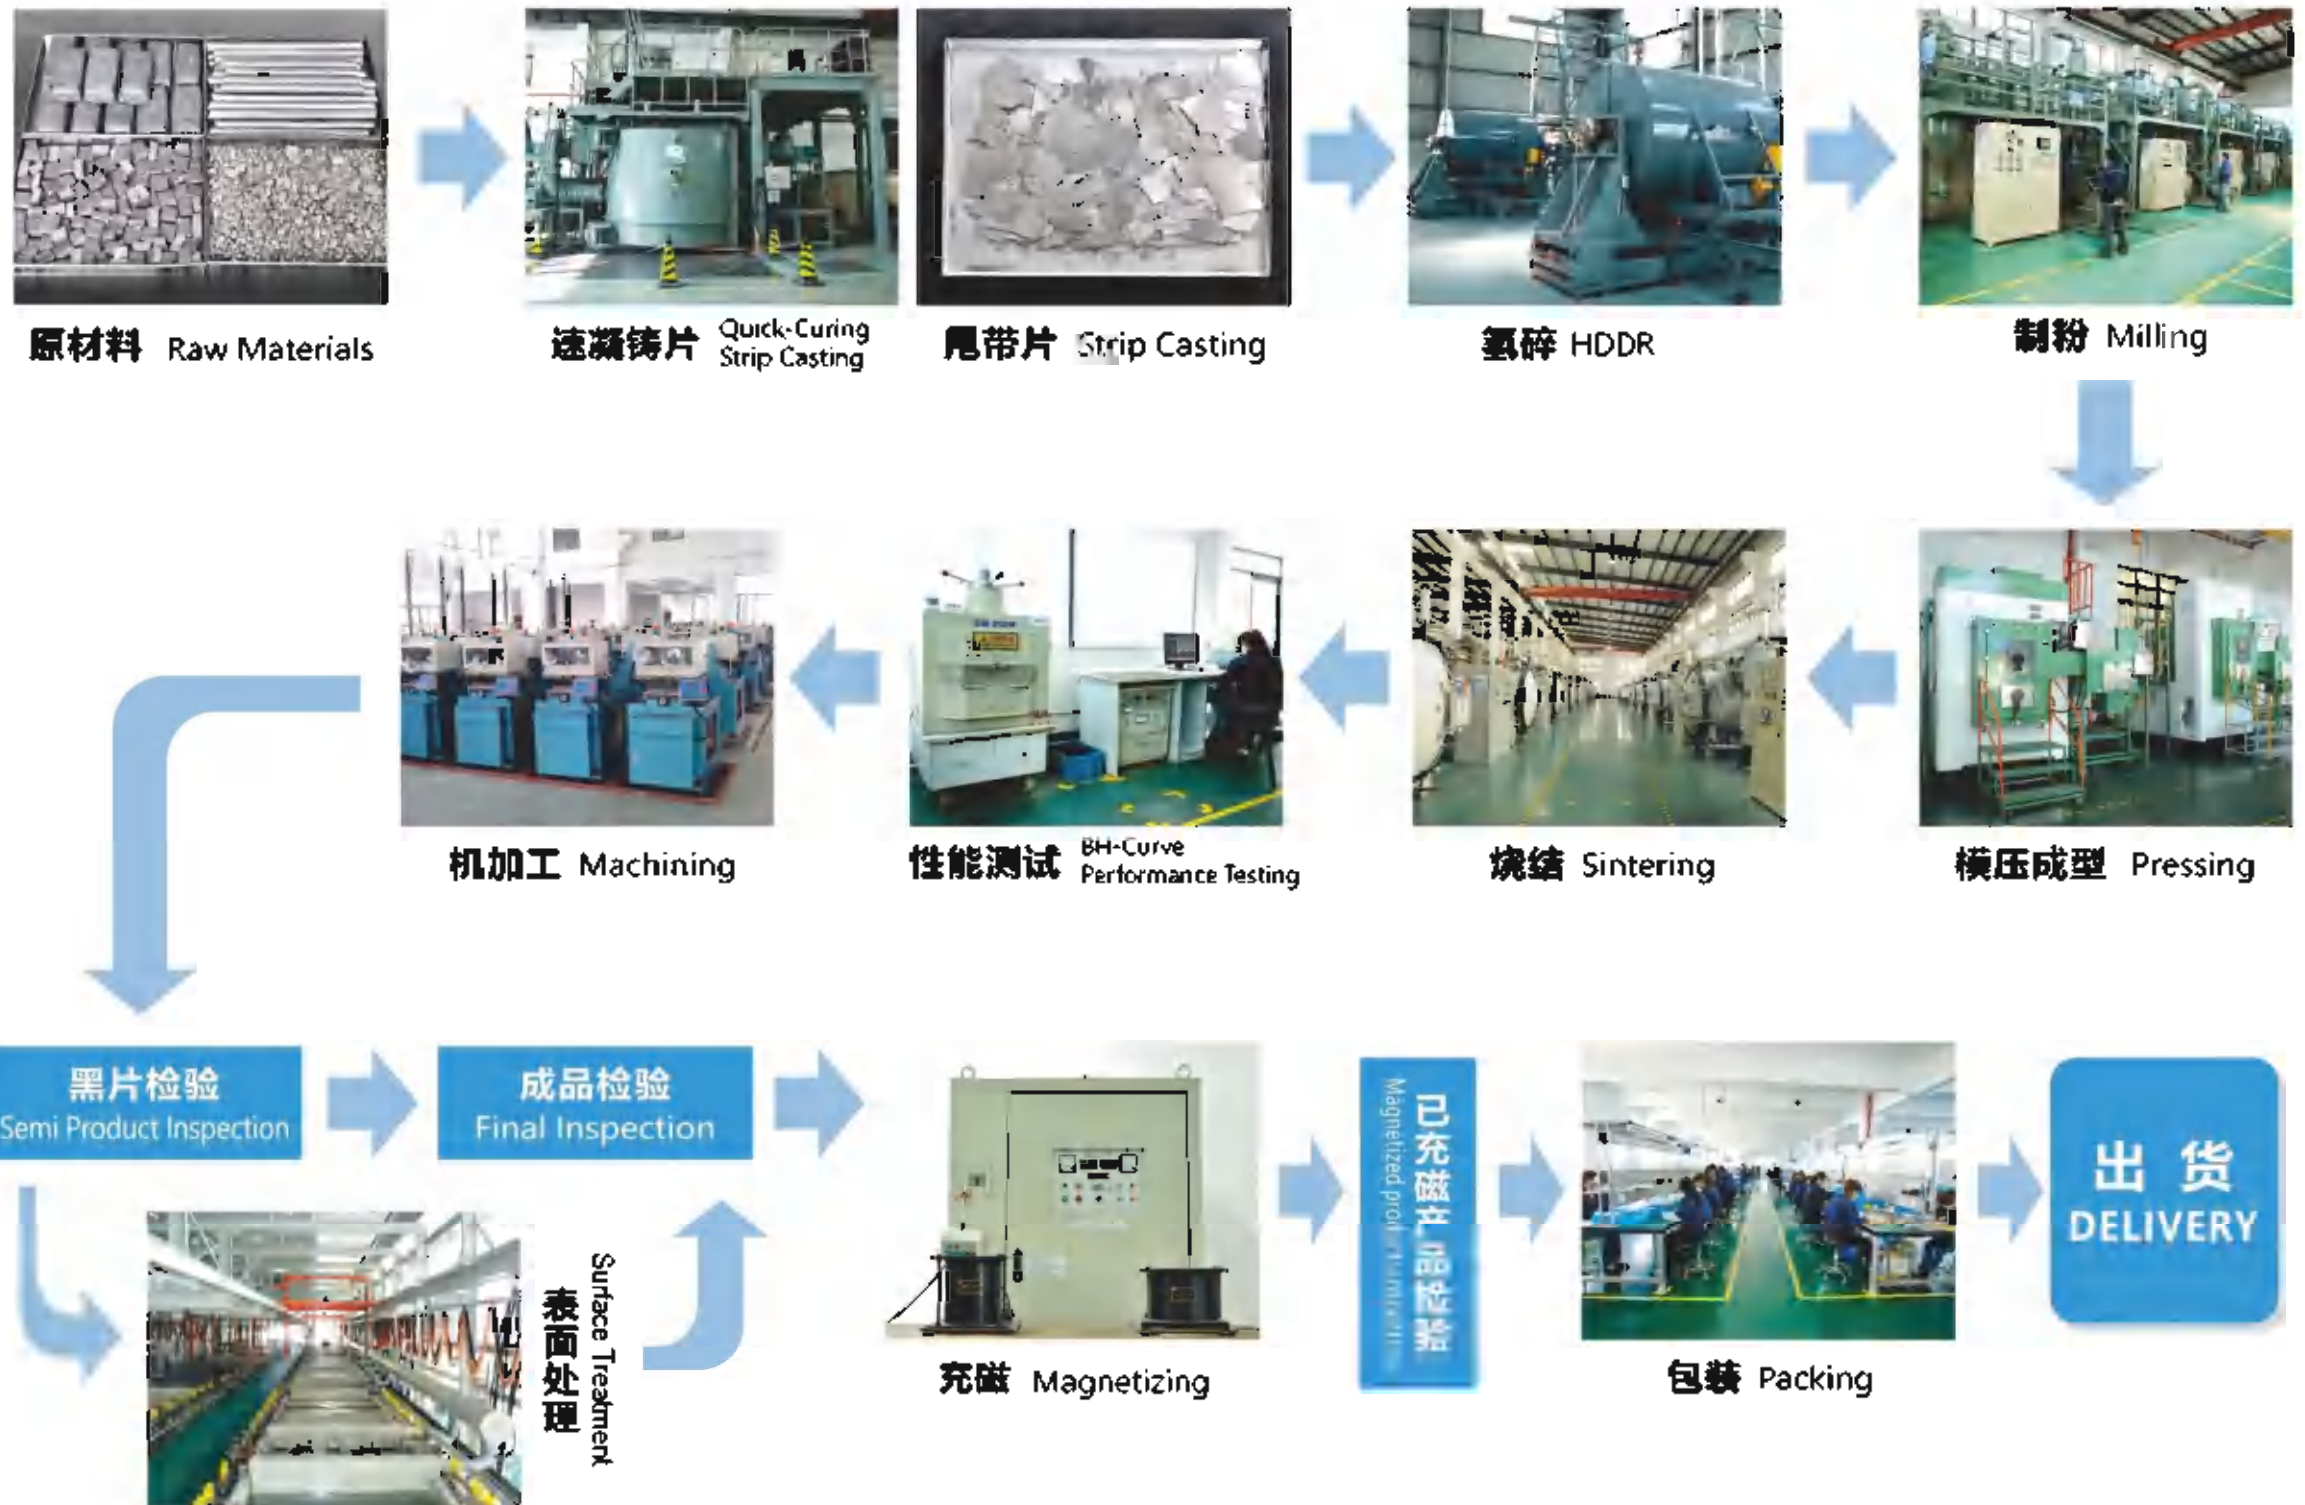 原材料 Raw Materials
速凝铸片 Quick-Curing
Strip Casting
甩带片 Strip Casting
氢碎 HDDR
制粉 Milling
机加工 Machining
性能测试 BH-Curve
Performance Testing
烧结 Sintering
模压成型 Pressing
黑片检验
Semi Product Inspection
成品检验
Final Inspection
表面处理
Surface Treatment
充磁 Magnetizing
已充磁产品检验
Magnetized
包装 Packing
出货
DELIVERY